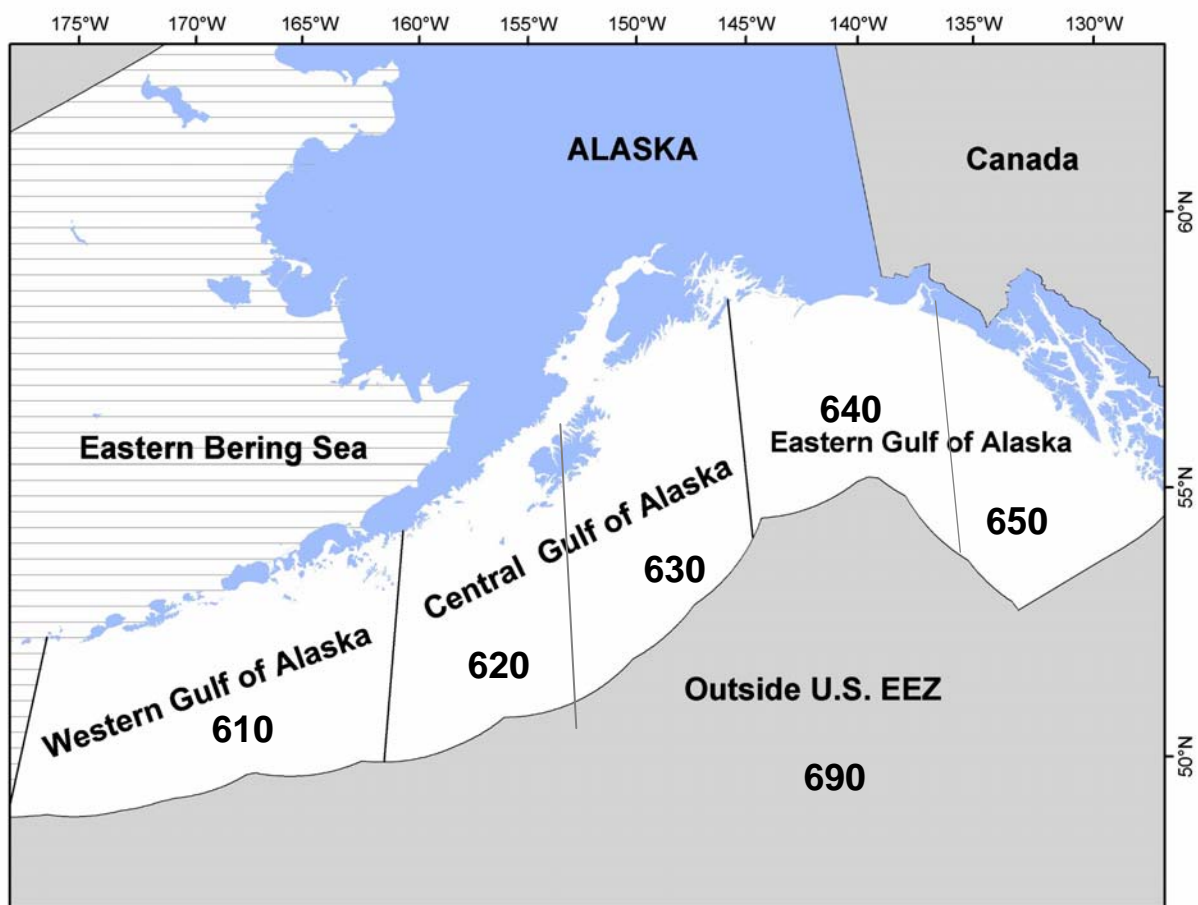 175°W 170°W 165°W 160°W 155°W 150°W 145°W 140°W 135°W 130°W
ALASKA
Canada
60°N
640
Eastern Gulf of Alaska
Eastern Bering Sea
55°N
Central Gulf of Alaska
650
630
Western Gulf of Alaska
620
610
Outside U.S. EEZ
50°N
690